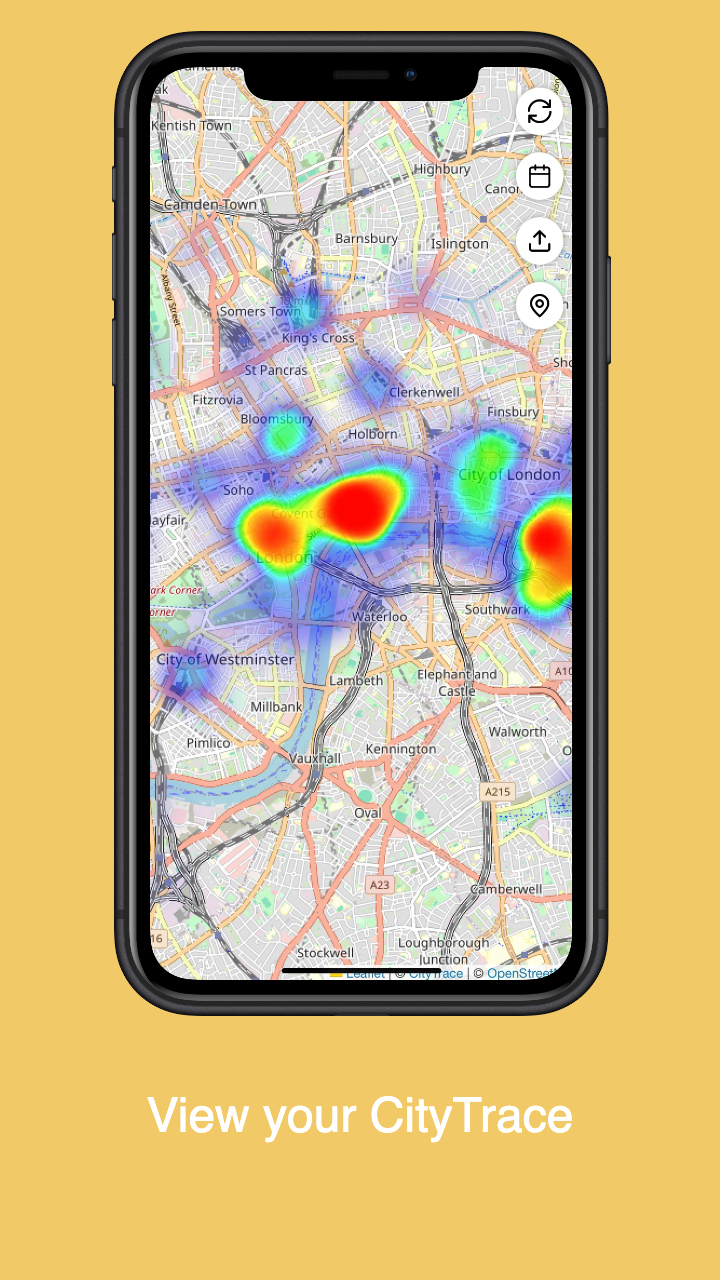 Kentish Town
Highbury
Camden Town
Barnsbury
Islington
Albany Street
Somers Town
King's Cross
St Pancras
Clerkenwell
Fitzrovia
Finsbury
Bloomsbury
Holborn
City of London
Soho
ayfair
Covent G
London
ark Corner
orner
Southwark
Waterloo
City of Westminster
Elephant and
Castle
A10
Lambeth
Millbank
Walworth
Pimlico
Kennington
Vauxhall
A215
Oval
A23
Camberwell
16
Loughborough
Junction
Stockwell
Leaflet | © CityTrace | © OpenStreet
View your CityTrace